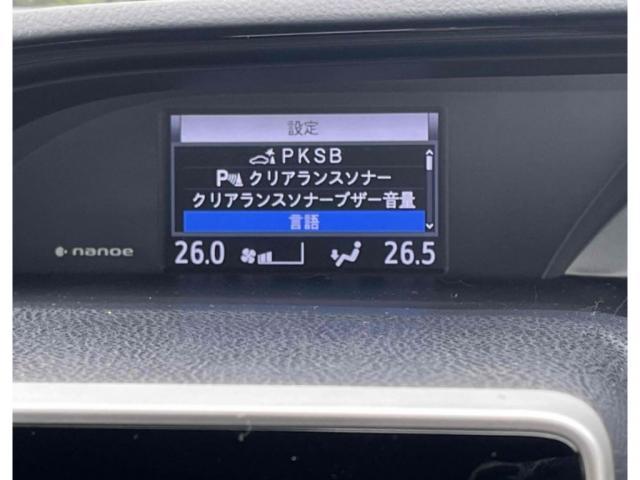 設定
PKSB
P クリアランスソナー
クリアランスソナーブザー音量
言語
nanoe
26.0 26.5